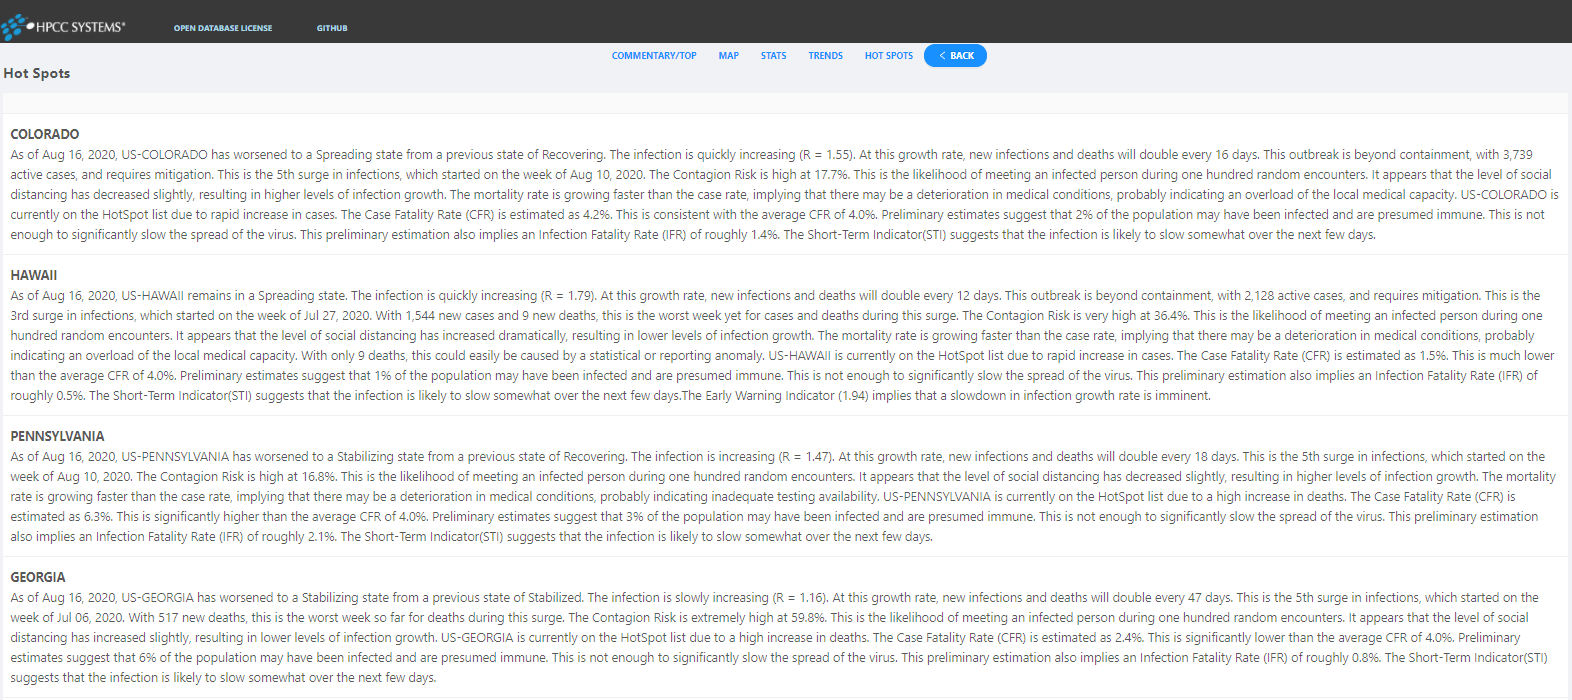 HPCC SYSTEMS®
OPEN DATABASE LICENSE
GITHUB
COMMENTARY/TOP MAP STATS TRENDS HOT SPOTS < BACK
Hot Spots
COLORADO
As of Aug 16, 2020, US-COLORADO has worsened to a Spreading state from a previous state of Recovering. The infection is quickly increasing (R = 1.55). At this growth rate, new infections and deaths will double every 16 days. This outbreak is beyond containment, with 3,739
active cases, and requires mitigation. This is the 5th surge in infections, which started on the week of Aug 10, 2020. The Contagion Risk is high at 17.7%. This is the likelihood of meeting an infected person during one hundred random encounters. It appears that the level of social
distancing has decreased slightly, resulting in higher levels of infection growth. The mortality rate is growing faster than the case rate, implying that there may be a deterioration in medical conditions, probably indicating an overload of the local medical capacity. US-COLORADO is
currently on the HotSpot list due to rapid increase in cases. The Case Fatality Rate (CFR) is estimated as 4.2%. This is consistent with the average CFR of 4.0%. Preliminary estimates suggest that 2% of the population may have been infected and are presumed immune. This is not
enough to significantly slow the spread of the virus. This preliminary estimation also implies an Infection Fatality Rate (IFR) of roughly 1.4%. The Short-Term Indicator(STI) suggests that the infection is likely to slow somewhat over the next few days.
HAWAII
As of Aug 16, 2020, US-HAWAII remains in a Spreading state. The infection is quickly increasing (R = 1.79). At this growth rate, new infections and deaths will double every 12 days. This outbreak is beyond containment, with 2,128 active cases, and requires mitigation. This is the
3rd surge in infections, which started on the week of Jul 27, 2020. With 1,544 new cases and 9 new deaths, this is the worst week yet for cases and deaths during this surge. The Contagion Risk is very high at 36.4%. This is the likelihood of meeting an infected person during one
hundred random encounters. It appears that the level of social distancing has increased dramatically, resulting in lower levels of infection growth. The mortality rate is growing faster than the case rate, implying that there may be a deterioration in medical conditions, probably
indicating an overload of the local medical capacity. With only 9 deaths, this could easily be caused by a statistical or reporting anomaly. US-HAWAII is currently on the HotSpot list due to rapid increase in cases. The Case Fatality Rate (CFR) is estimated as 1.5%. This is much lower
than the average CFR of 4.0%. Preliminary estimates suggest that 1% of the population may have been infected and are presumed immune. This is not enough to significantly slow the spread of the virus. This preliminary estimation also implies an Infection Fatality Rate (IFR) of
roughly 0.5%. The Short-Term Indicator(STI) suggests that the infection is likely to slow somewhat over the next few days.The Early Warning Indicator (1.94) implies that a slowdown in infection growth rate is imminent.
PENNSYLVANIA
As of Aug 16, 2020, US-PENNSYLVANIA has worsened to a Stabilizing state from a previous state of Recovering. The infection is increasing (R = 1.47). At this growth rate, new infections and deaths will double every 18 days. This is the 5th surge in infections, which started on the
week of Aug 10, 2020. The Contagion Risk is high at 16.8%. This is the likelihood of meeting an infected person during one hundred random encounters. It appears that the level of social distancing has decreased slightly, resulting in higher levels of infection growth. The mortality
rate is growing faster than the case rate, implying that there may be a deterioration in medical conditions, probably indicating inadequate testing availability. US-PENNSYLVANIA is currently on the HotSpot list due to a high increase in deaths. The Case Fatality Rate (CFR) is
estimated as 6.3%. This is significantly higher than the average CFR of 4.0%. Preliminary estimates suggest that 3% of the population may have been infected and are presumed immune. This is not enough to significantly slow the spread of the virus. This preliminary estimation
also implies an Infection Fatality Rate (IFR) of roughly 2.1%. The Short-Term Indicator(STI) suggests that the infection is likely to slow somewhat over the next few days.
GEORGIA
As of Aug 16, 2020, US-GEORGIA has worsened to a Stabilizing state from a previous state of Stabilized. The infection is slowly increasing (R = 1.16). At this growth rate, new infections and deaths will double every 47 days. This is the 5th surge in infections, which started on the
week of Jul 06, 2020. With 517 new deaths, this is the worst week so far for deaths during this surge. The Contagion Risk is extremely high at 59.8%. This is the likelihood of meeting an infected person during one hundred random encounters. It appears that the level of social
distancing has increased slightly, resulting in lower levels of infection growth. US-GEORGIA is currently on the HotSpot list due to a high increase in deaths. The Case Fatality Rate (CFR) is estimated as 2.4%. This is significantly lower than the average CFR of 4.0%. Preliminary
estimates suggest that 6% of the population may have been infected and are presumed immune. This is not enough to significantly slow the spread of the virus. This preliminary estimation also implies an Infection Fatality Rate (IFR) of roughly 0.8%. The Short-Term Indicator(STI)
suggests that the infection is likely to slow somewhat over the next few days.